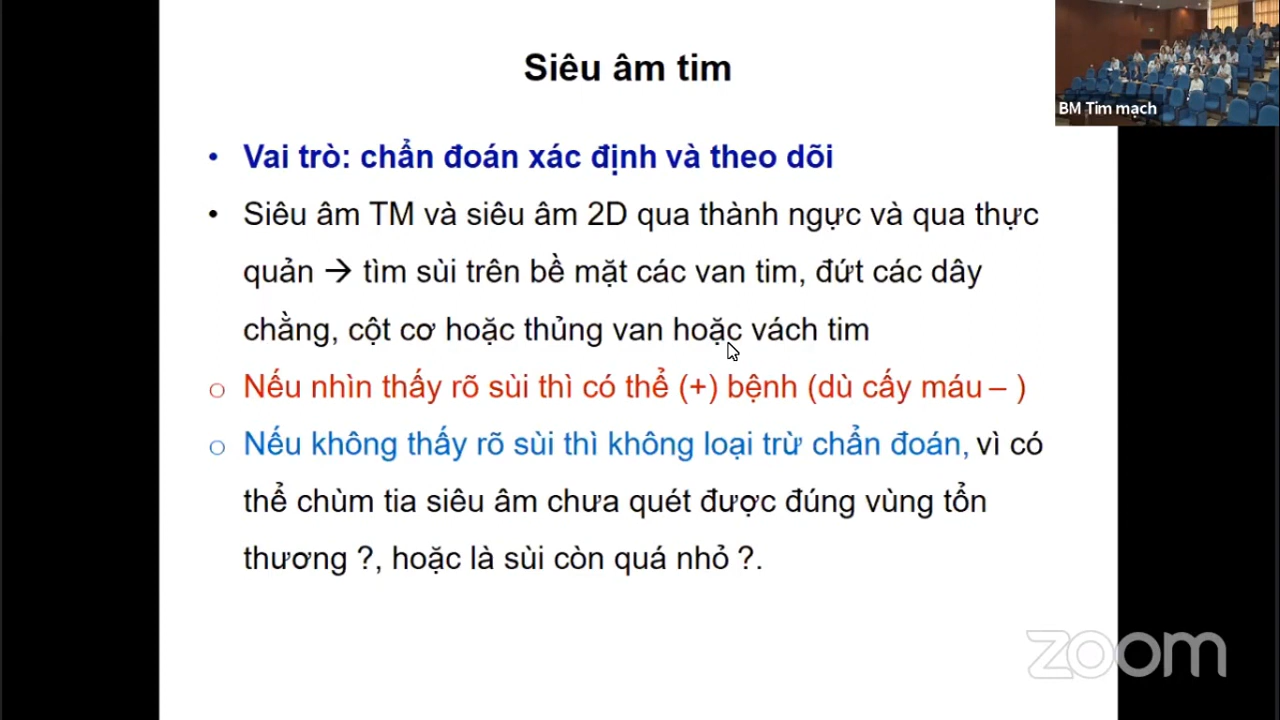 Siêu âm tim
BM Tim mạch
• Vai trò: chẩn đoán xác định và theo dõi
• Siêu âm TM và siêu âm 2D qua thành ngực và qua thực
quản → tìm sùi trên bề mặt các van tim, đứt các dây
chằng, cột cơ hoặc thủng van hoặc vách tim
o Nếu nhìn thấy rõ sùi thì có thể (+) bệnh (dù cấy máu – )
o Nếu không thấy rõ sùi thì không loại trừ chẩn đoán, vì có
thể chùm tia siêu âm chưa quét được đúng vùng tổn
thương ?, hoặc là sùi còn quá nhỏ ?.
zoom